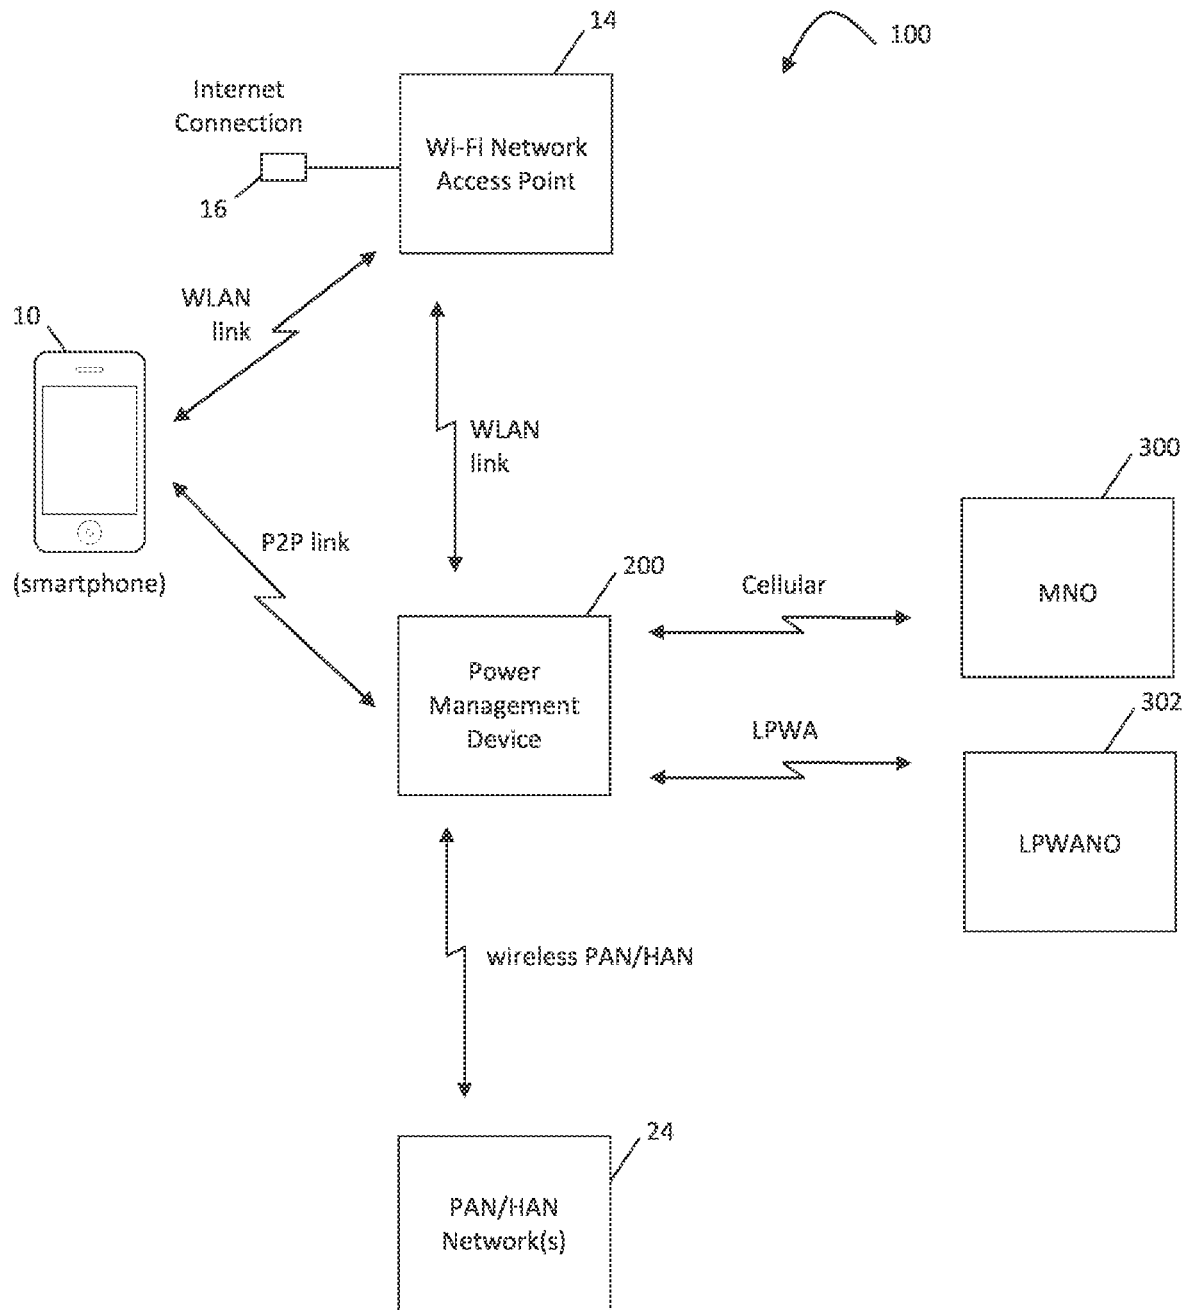 14
100
Internet
Connection
Wi-Fi Network
Access Point
16
WLAN
link
10
WLAN
link
300
P2P link
(smartphone)
200
Cellular
MNO
Power
Management
Device
302
LPWA
LPWANO
wireless PAN/HAN
24
PAN/HAN
Network(s)